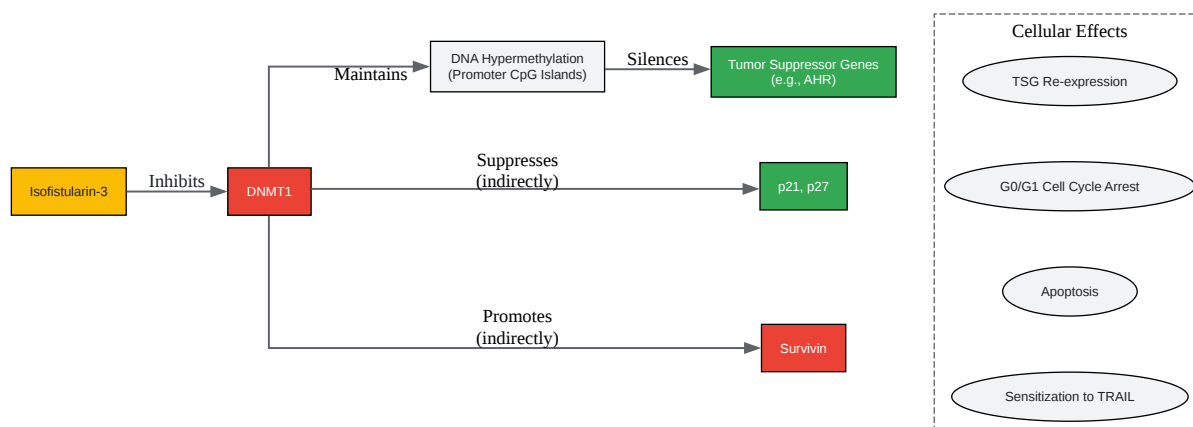 Cellular Effects
DNA Hypermethylation
(Promoter CpG Islands)
Maintains
Silences
Tumor Suppressor Genes
(e.g., AHR)
TSG Re-expression
Isofistularin-3
Inhibits
DNMT1
Suppresses
(indirectly)
p21, p27
G0/G1 Cell Cycle Arrest
Apoptosis
Promotes
(indirectly)
Survivin
Sensitization to TRAIL